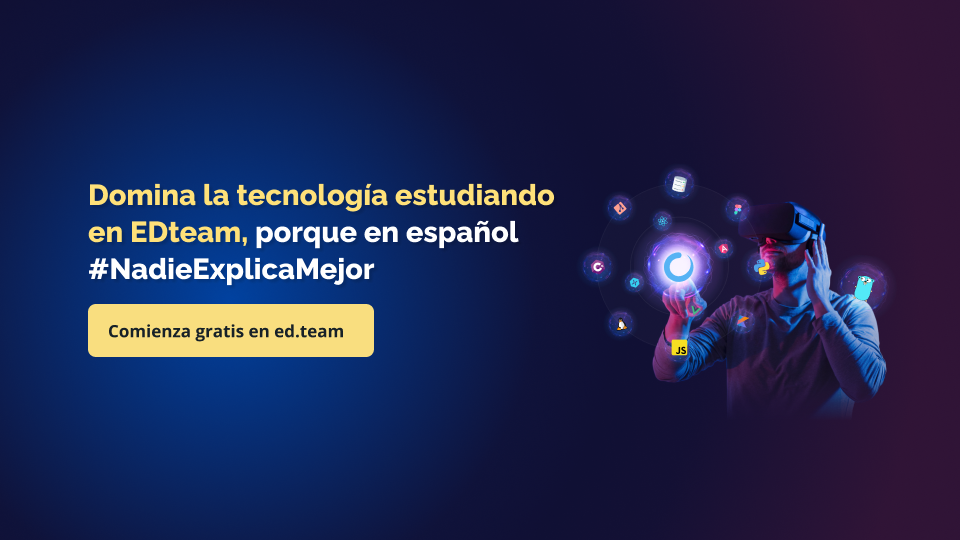 Domina la tecnología estudiando
en EDteam, porque en español
#NadieExplicaMejor
Comienza gratis en ed.team
JS